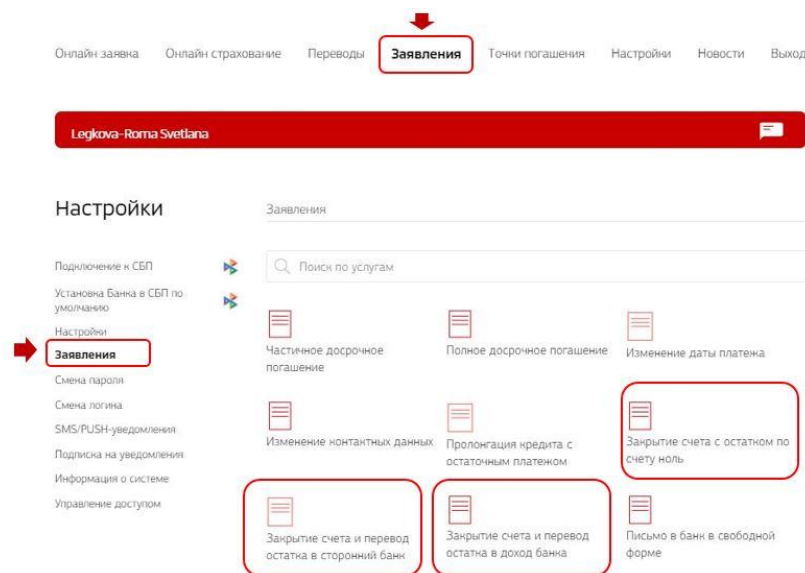 Онлайн заявка Онлайн страхование Переводы Заявления Точки погашения Настройки Новости Выход
Legkova-Roma Svetlana
Настройки
Заявления
Подключение к СБП
Установка Банка в СБП по
умолчанию
Настройки
Заявления
Смена пароля
Смена логина
SMS/PUSH-уведомления
Подписка на уведомления
Информация о системе
Управление доступом
Поиск по услугам
Частичное досрочное
погашение
Полное досрочное погашение
Изменение даты платежа
Изменение контактных данных
Пролонгация кредита с
остаточным платежом
Закрытие счета с остатком по
счету ноль
Закрытие счета и перевод
остатка в сторонний банк
Закрытие счета и перевод
остатка в доход банка
Письмо в банк в свободной
форме